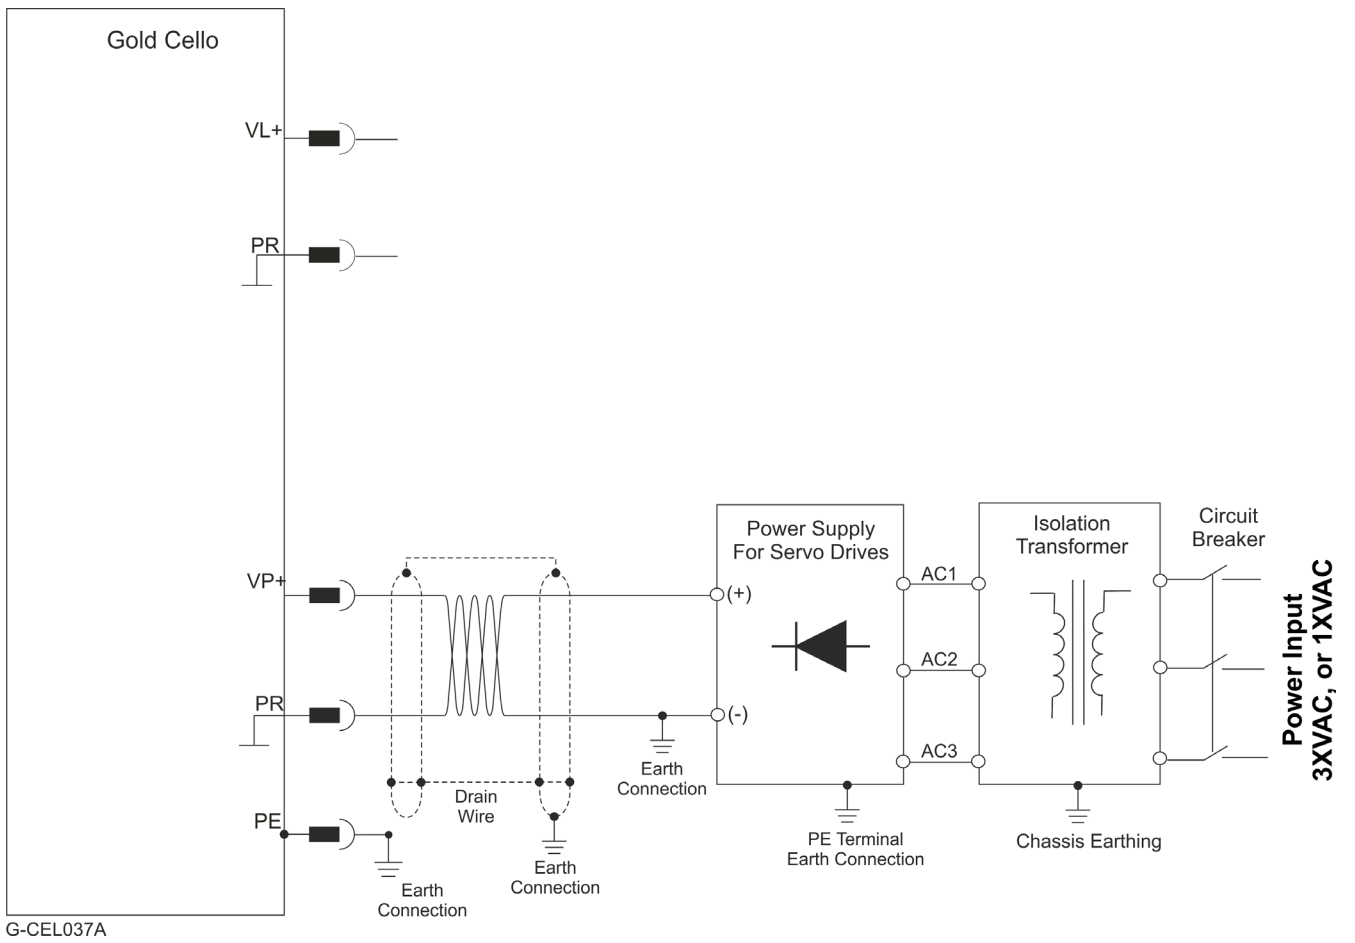 Gold Cello
VL+
PR
VP+
PR
PE
Drain
Wire
Earth
Connection
Earth
Connection
Earth
Connection
Power Supply
For Servo Drives
(+)
(-)
PE Terminal
Earth Connection
AC1
AC2
AC3
Isolation
Transformer
Chassis Earthing
Circuit
Breaker
Power Input
3XVAC, or 1XVAC
G-CEL037A